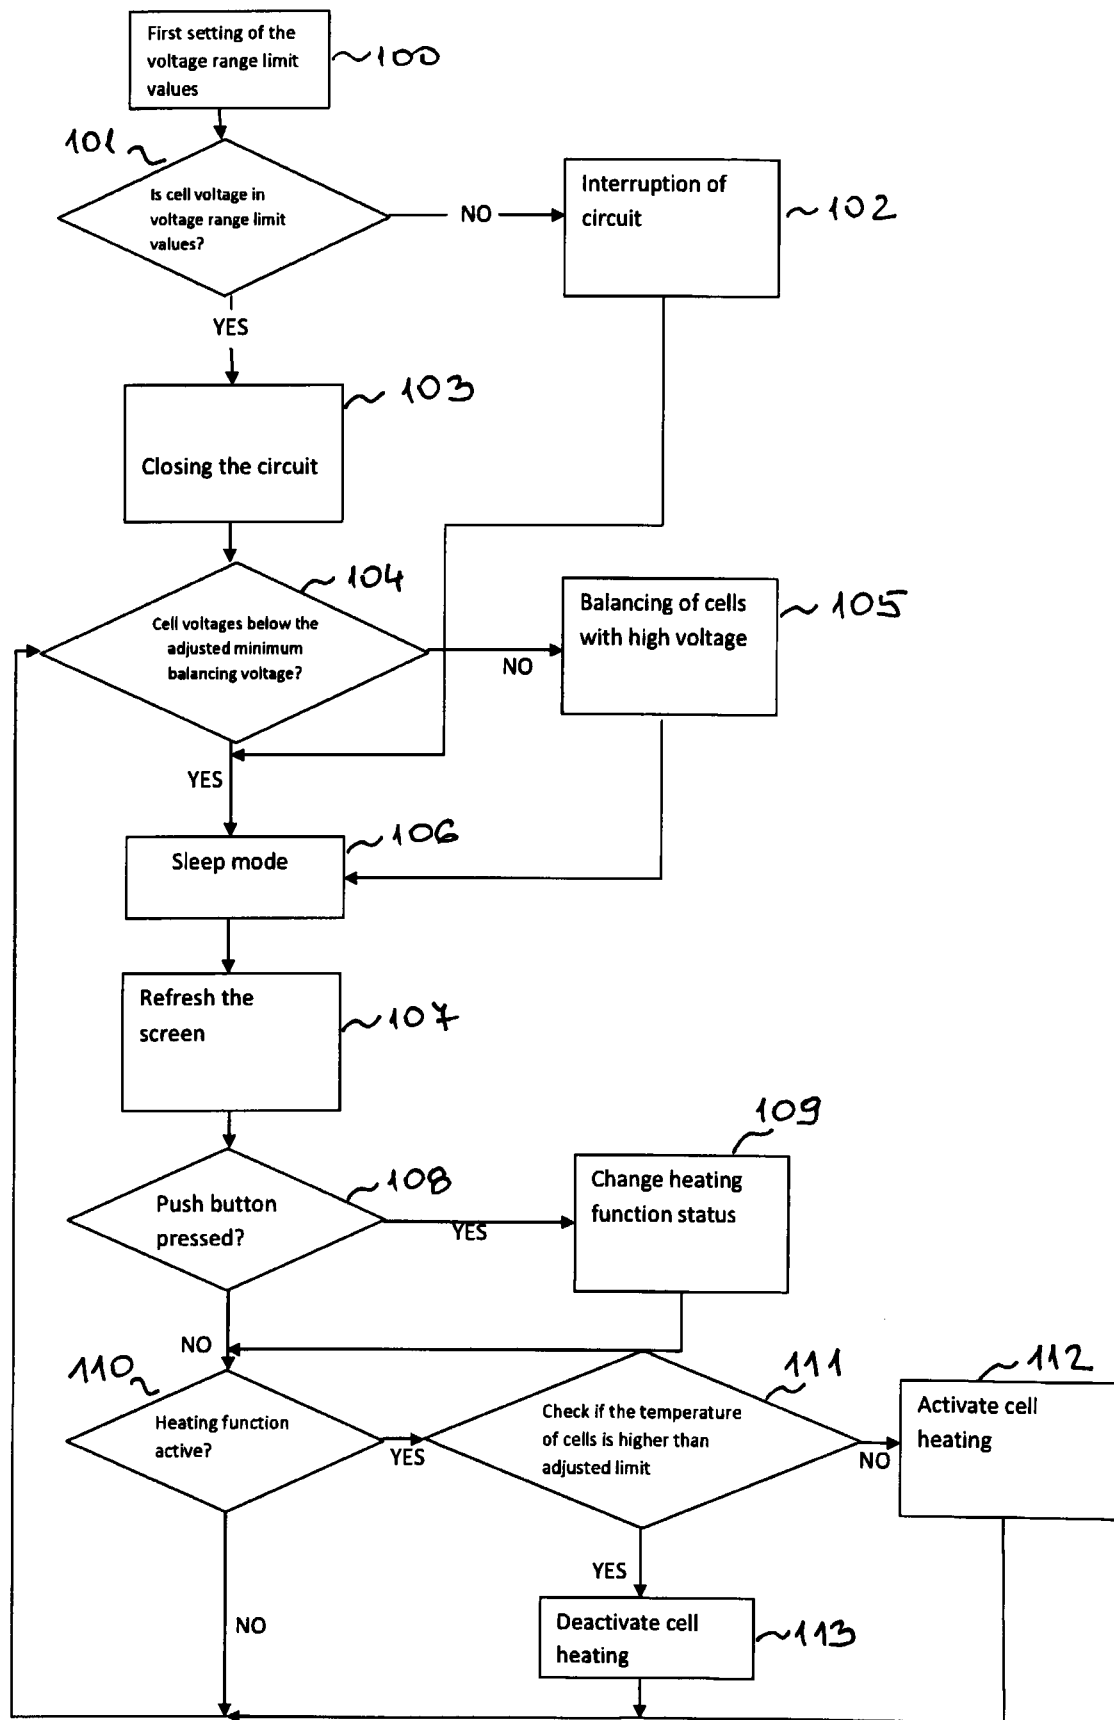 First setting of the
voltage range limit
values
100
101
Is cell voltage in
voltage range limit
values?
NO
Interruption of
circuit
102
YES
103
Closing the circuit
104
Cell voltages below the
adjusted minimum
balancing voltage?
NO
Balancing of cells
with high voltage
105
YES
106
Sleep mode
Refresh the
screen
107
108
Push button
pressed?
YES
109
Change heating
function status
NO
110
Heating function
active?
YES
111
Check if the temperature
of cells is higher than
adjusted limit
NO
112
Activate cell
heating
YES
NO
Deactivate cell
heating
113